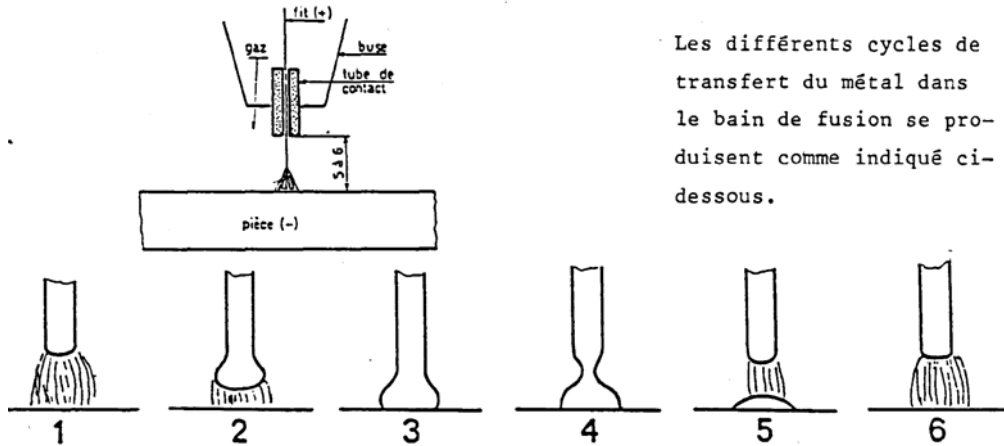 fil (+)
gaz
buse
tube de
contact
5 à 6
pièce (-)
Les différents cycles de
transfert du métal dans
le bain de fusion se pro-
duisent comme indiqué ci-
dessous.
1 2 3 4 5 6